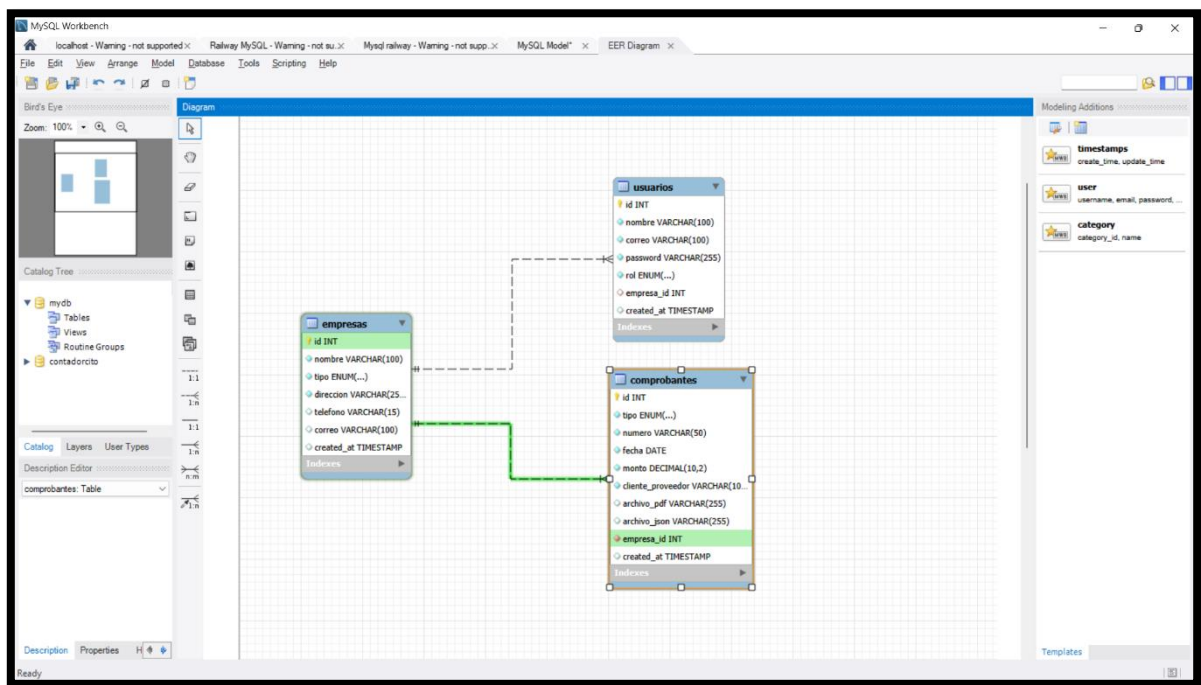 MySQL Workbench
localhost - Warning - not supported
Railway MySQL - Warning - not su..
Mysql railway - Warning - not supp..
MySQL Model*
EER Diagram
File Edit View Arrange Model Database Tools Scripting Help
Bird's Eye
Zoom: 100%
Catalog Tree
mydb
Tables
Views
Routine Groups
contadorcito
Catalog Layers User Types
Description Editor
comprobantes: Table
Description Properties H
Ready
Diagram
1:1
1:n
1:1
1:n
n:m
1:n
empresas
id INT
nombre VARCHAR(100)
tipo ENUM(...)
direccion VARCHAR(25...
telefono VARCHAR(15)
correo VARCHAR(100)
created_at TIMESTAMP
Indexes
usuarios
id INT
nombre VARCHAR(100)
correo VARCHAR(100)
password VARCHAR(255)
rol ENUM(...)
empresa_id INT
created_at TIMESTAMP
Indexes
comprobantes
id INT
tipo ENUM(...)
numero VARCHAR(50)
fecha DATE
monto DECIMAL(10,2)
cliente_proveedor VARCHAR(10...
archivo_pdf VARCHAR(255)
archivo_json VARCHAR(255)
empresa_id INT
created_at TIMESTAMP
Indexes
Modeling Additions
timestamps
create_time, update_time
user
username, email, password, ...
category
category_id, name
Templates